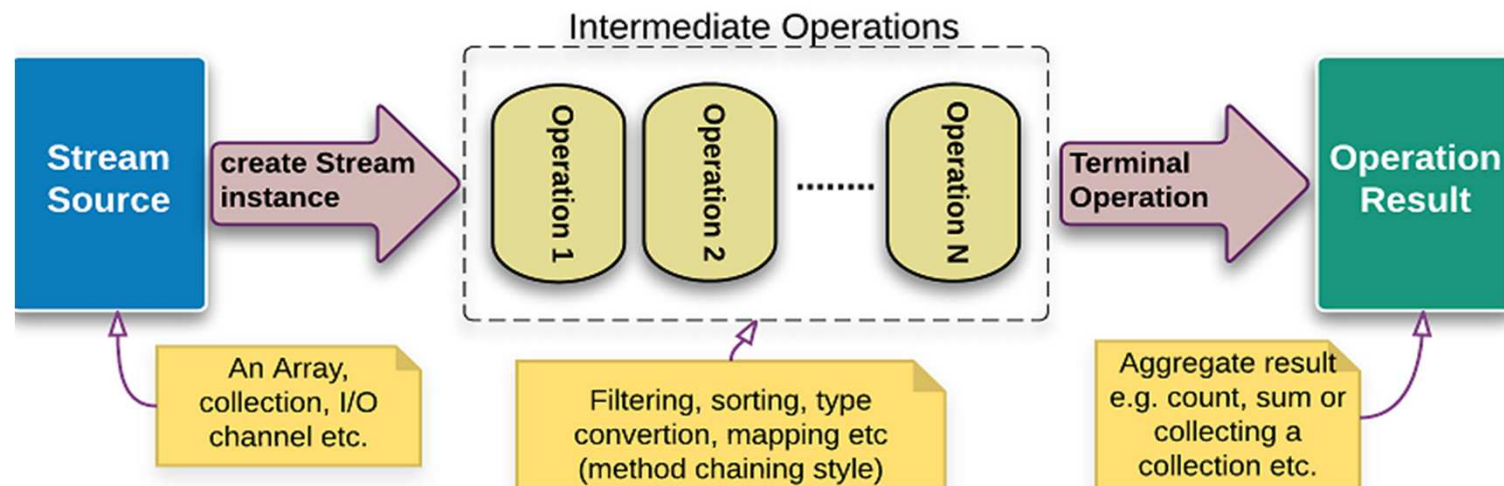 Intermediate Operations
Stream
Source
create Stream
instance
Operation 1
Operation 2
Operation N
Terminal
Operation
Operation
Result
An Array,
collection, I/O
channel etc.
Filtering, sorting, type
convertion, mapping etc
(method chaining style)
Aggregate result
e.g. count, sum or
collecting a
collection etc.